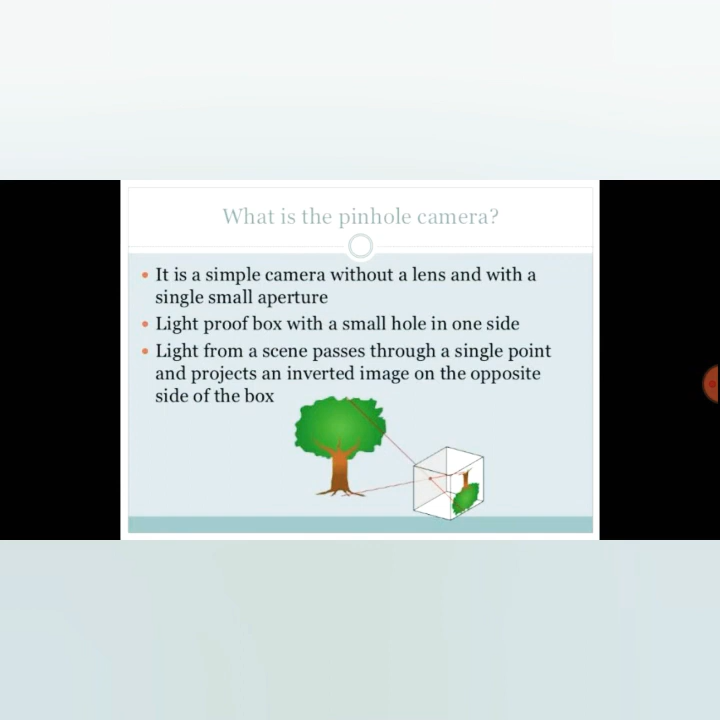 What is the pinhole camera?
• It is a simple camera without a lens and with a
single small aperture
• Light proof box with a small hole in one side
• Light from a scene passes through a single point
and projects an inverted image on the opposite
side of the box